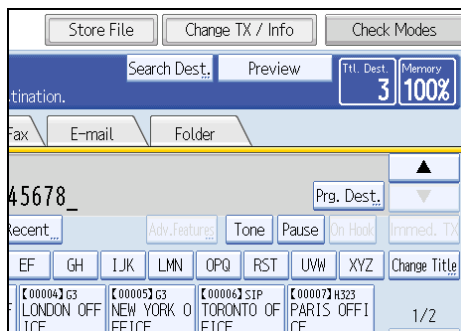 Store File Change TX / Info Check Modes
Search Dest. Preview Ttl. Dest. Memory
tination. 3 100%
Fax E-mail Folder
▲
45678_
Prg. Dest. ▼
Recent Adv.Features Tone Pause On Hook Immed. TX
EF GH IJK LMN OPQ RST UVW XYZ Change Title
【00004】G3 【00005】G3 【00006】SIP 【00007】H323
F LONDON OFF NEW YORK O TORONTO OF PARIS OFFI 1/2
ICE FFICE FICE CE